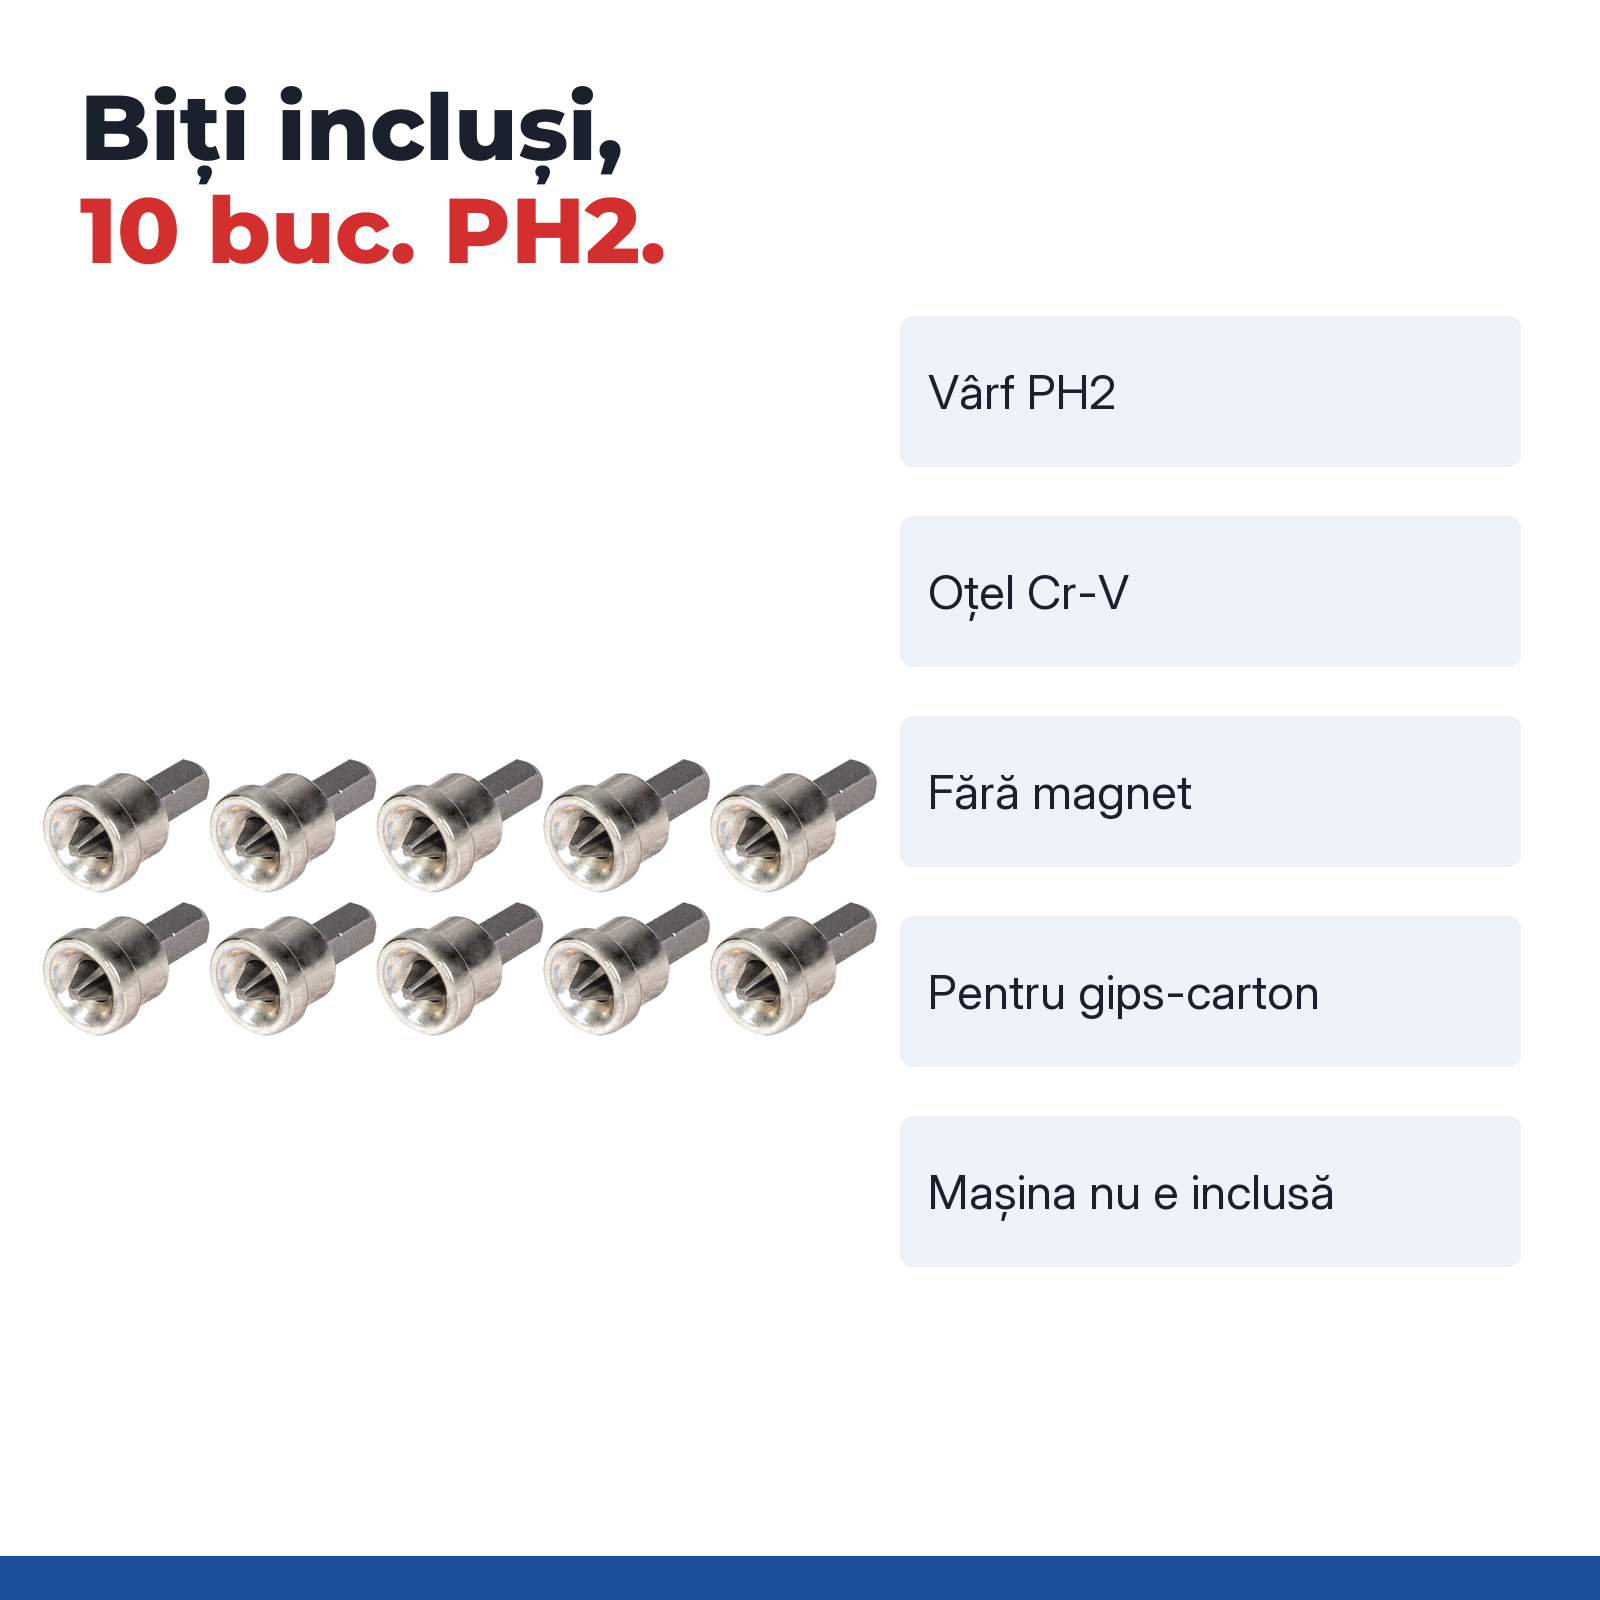 Biți incluși,
10 buc. PH2.
Vârf PH2
Oțel Cr-V
Fără magnet
Pentru gips-carton
Mașina nu e inclusă